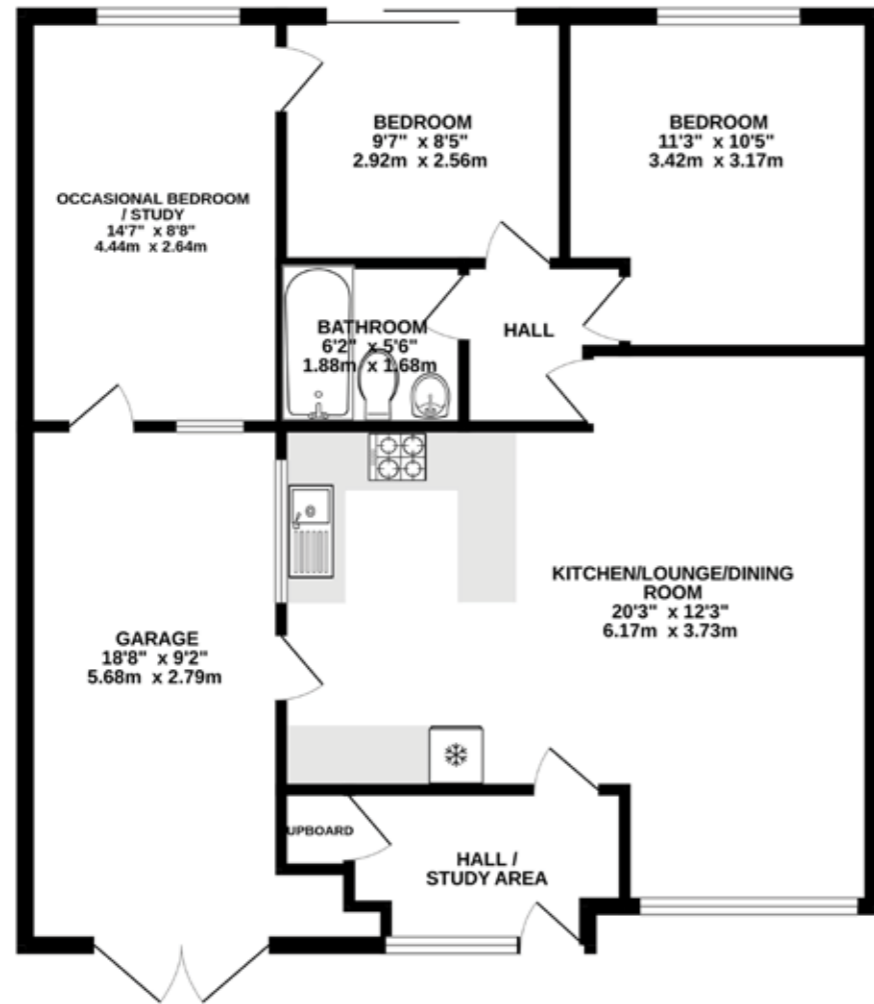 BEDROOM
9'7" x 8'5"
2.92m x 2.56m
BEDROOM
11'3" x 10'5"
3.42m x 3.17m
OCCASIONAL BEDROOM
/ STUDY
14'7" x 8'8"
4.44m x 2.64m
BATHROOM
6'2" x 5'6"
1.88m x 1.68m
HALL
KITCHEN/LOUNGE/DINING
ROOM
20'3" x 12'3"
6.17m x 3.73m
GARAGE
18'8" x 9'2"
5.68m x 2.79m
UPBOARD
HALL /
STUDY AREA